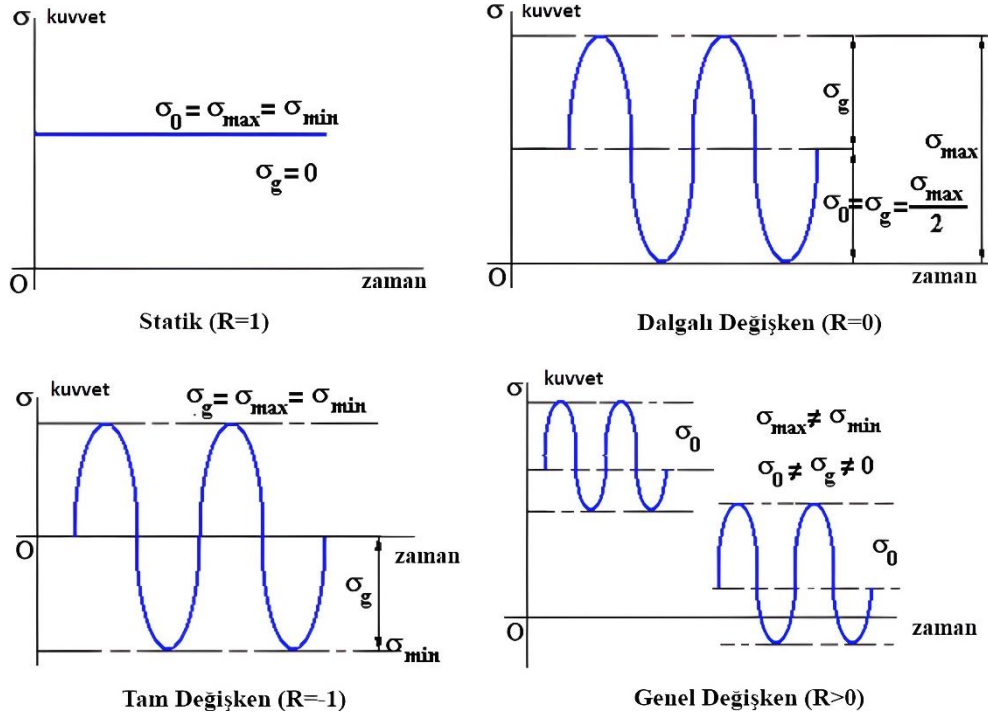 σ kuvvet
σ₀ = σmax = σmin
σg = 0
O
zaman
Statik (R=1)
σ kuvvet
σg
σmax
σ₀ = σg = σmax/2
O
zaman
Dalgalı Değişken (R=0)
σ kuvvet
σg = σmax = σmin
O
zaman
σg
σmin
Tam Değişken (R=-1)
σ kuvvet
σ₀
σmax ≠ σmin
σ₀ ≠ σg ≠ 0
σ₀
O
zaman
Genel Değişken (R>0)